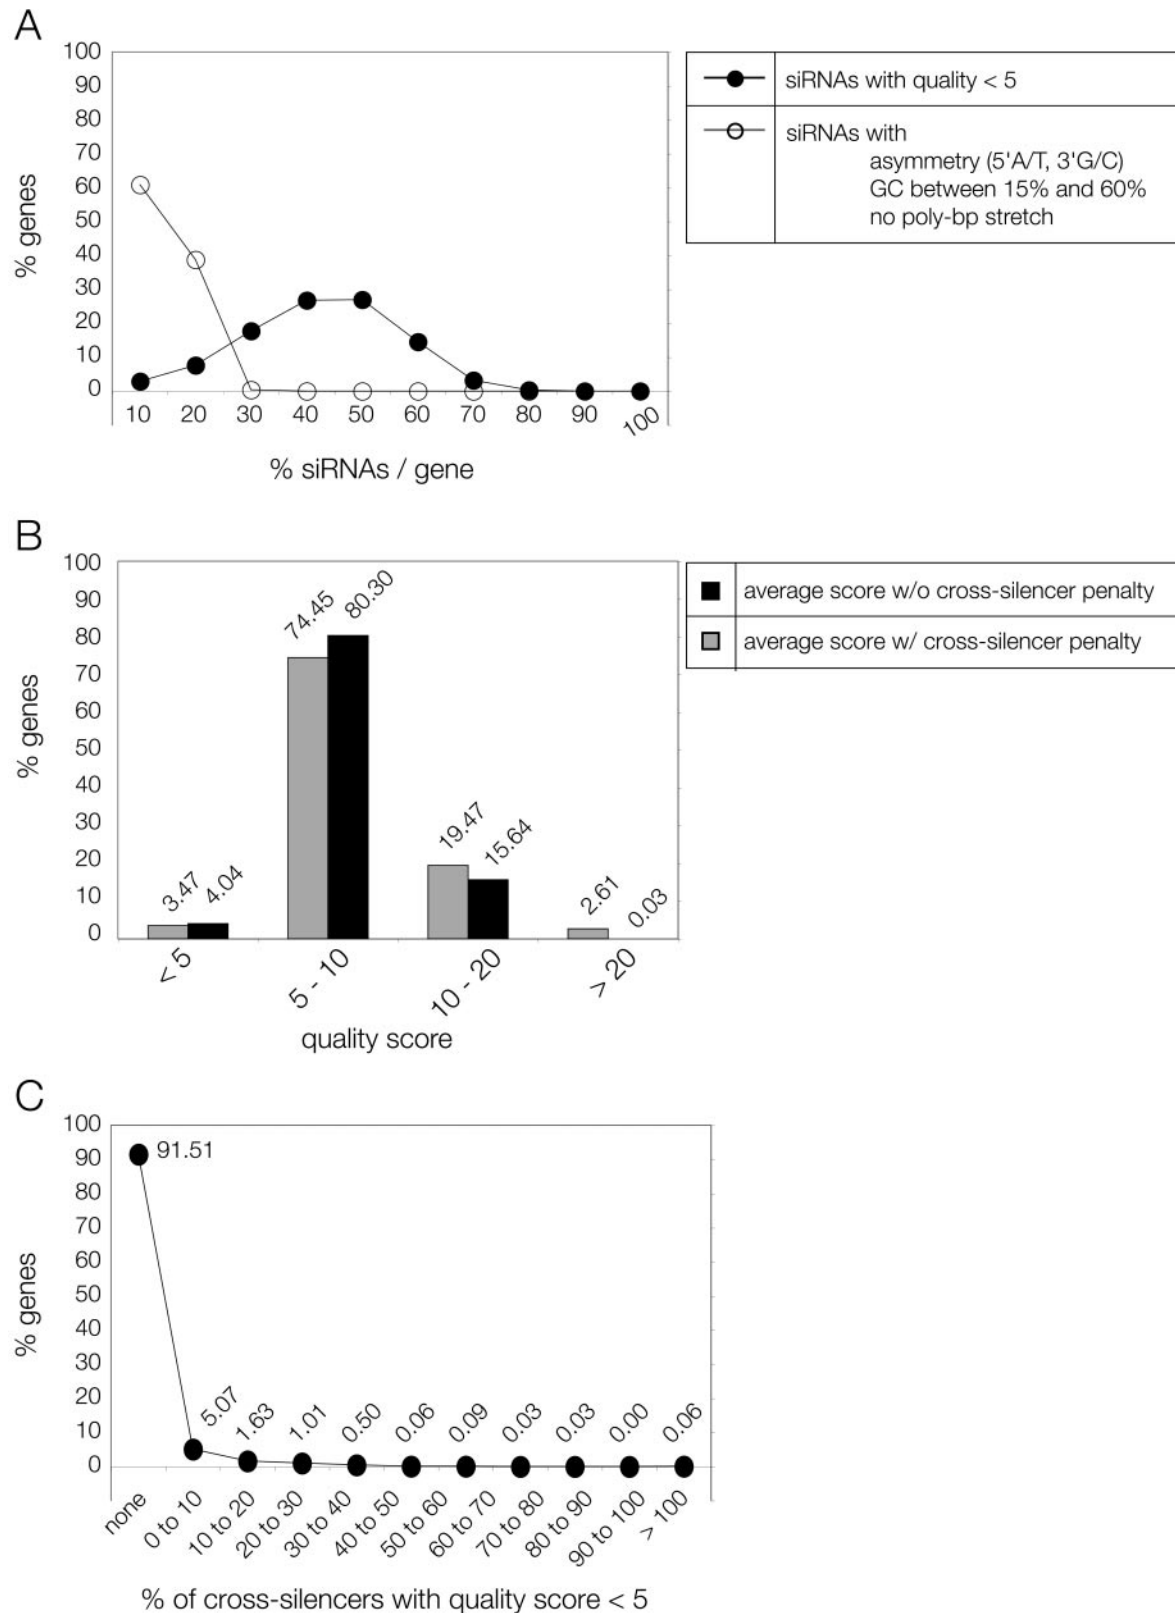 A
100
90
80
70
60
50
40
30
20
10
0
% genes
10 20 30 40 50 60 70 80 90 100
% siRNAs / gene
siRNAs with quality < 5
siRNAs with
asymmetry (5'A/T, 3'G/C)
GC between 15% and 60%
no poly-bp stretch
B
100
90
80
70
60
50
40
30
20
10
0
% genes
3.47 4.04 74.45 80.30 19.47 15.64 2.61 0.03
< 5 5 - 10 10 - 20 > 20
quality score
average score w/o cross-silencer penalty
average score w/ cross-silencer penalty
C
100
90
80
70
60
50
40
30
20
10
0
% genes
91.51
5.07 1.63 1.01 0.50 0.06 0.09 0.03 0.03 0.00 0.06
none 0 to 10 10 to 20 20 to 30 30 to 40 40 to 50 50 to 60 60 to 70 70 to 80 80 to 90 90 to 100 > 100
% of cross-silencers with quality score < 5